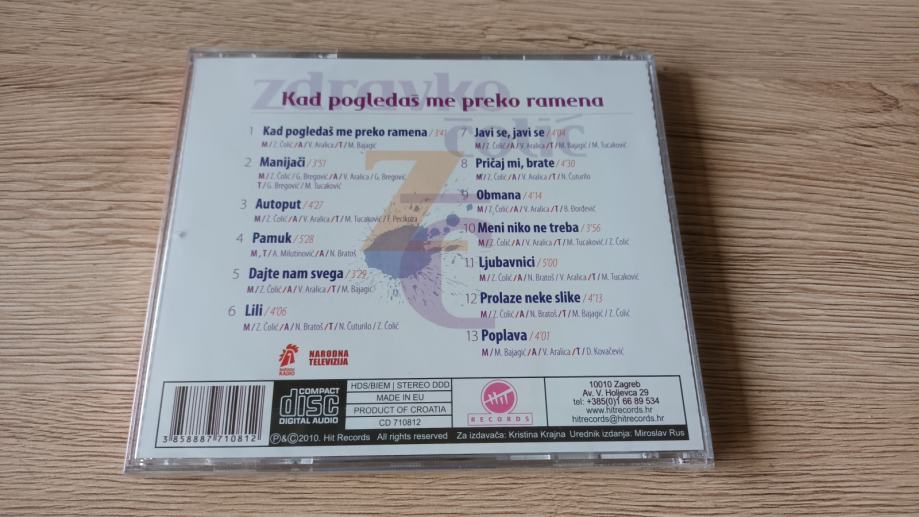 zdravko
čolić
Kad pogledaš me preko ramena
1 Kad pogledaš me preko ramena / 3'41
M / Z. Čolić / A / V. Aralica / T / M. Bajagić
2 Manijači / 3'51
M / Z. Čolić / G. Bregović / A / V. Aralica / G. Bregović
T / G. Bregović / M. Tucaković
3 Autoput / 4'27
M / Z. Čolić / A / V. Aralica / T / M. Tucaković / F. Pecikoza
4 Pamuk / 5'28
M , T / A. Milutinović / A / N. Bratoš
5 Dajte nam svega / 3'29
M / Z. Čolić / A / V. Aralica / T / M. Bajagić
6 Lili / 4'06
M / Z. Čolić / A / N. Bratoš / T / N. Čuturilo / Z. Čolić
7 Javi se, javi se / 4'04
M / Z. Čolić / A / V. Aralica / T / M. Bajagić / M. Tucaković
8 Pričaj mi, brate / 4'30
M / Z. Čolić / A / V. Aralica / T / N. Čuturilo
9 Obmana / 4'14
M / Z. Čolić / A / V. Aralica / T / B. Đorđević
10 Meni niko ne treba / 3'56
M / Z. Čolić / A / V. Aralica / T / M. Tucaković / Z. Čolić
11 Ljubavnici / 5'00
M / Z. Čolić / A / N. Bratoš / V. Aralica / T / M. Tucaković
12 Prolaze neke slike / 4'13
M / Z. Čolić / A / N. Bratoš / T / M. Bajagić / Z. Čolić
13 Poplava / 4'01
M / M. Bajagić / A / V. Aralica / T / D. Kovačević
NARODNI
RADIO
NARODNA
TELEVIZIJA
3 858887 710812
COMPACT
disc
DIGITAL AUDIO
HDS/BIEM | STEREO DDD
MADE IN EU
PRODUCT OF CROATIA
CD 710812
HIT
RECORDS
10010 Zagreb
Av. V. Holjevca 29
tel: +385(0)1 66 89 534
www.hitrecords.hr
hitrecords@hitrecords.hr
℗&©2010. Hit Records All rights reserved Za izdavača: Kristina Krajna Urednik izdanja: Miroslav Rus